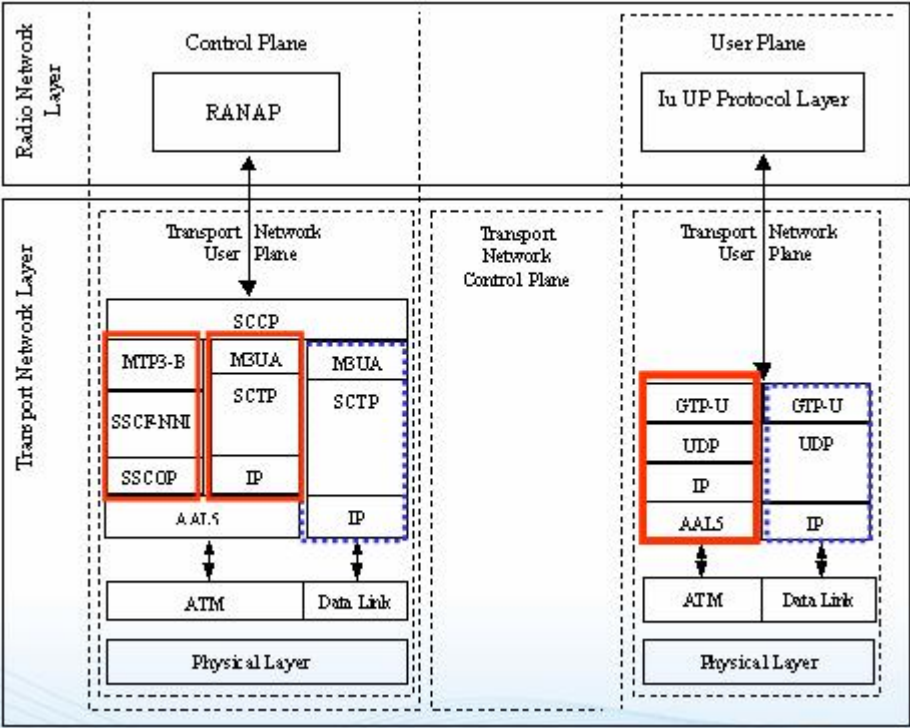 Radio Network
Layer
Control Plane
RANAP
User Plane
Iu UP Protocol Layer
Transport Network Layer
Transport Network
User Plane
SCCP
MTP3-B
SSCF-NNI
SSCOP
M3UA
SCTP
IP
M3UA
SCTP
IP
AAL5
ATM
Data Link
Physical Layer
Transport
Network
Control Plane
Transport Network
User Plane
GTP-U
UDP
IP
AAL5
GTP-U
UDP
IP
ATM
Data Link
Physical Layer